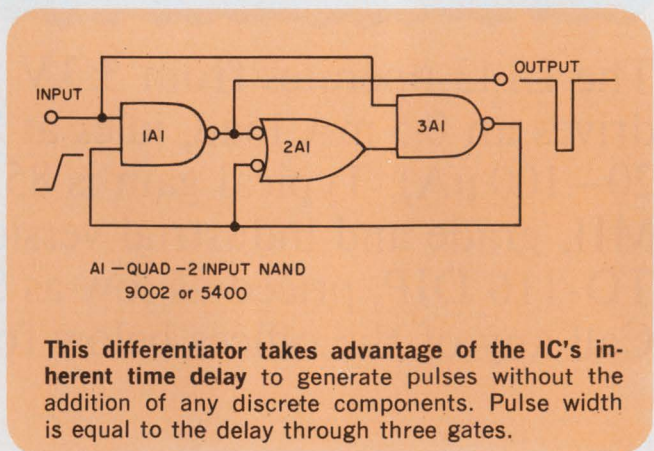 OUTPUT
INPUT
1A1
2A1
3A1
A1 – QUAD – 2 INPUT NAND
9002 or 5400
This differentiator takes advantage of the IC's in-
herent time delay to generate pulses without the
addition of any discrete components. Pulse width
is equal to the delay through three gates.